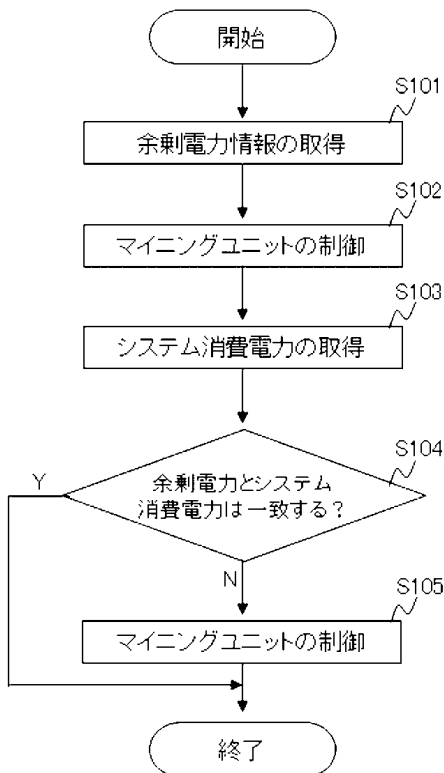 開始
S101
余剰電力情報の取得
S102
マイニングユニットの制御
S103
システム消費電力の取得
S104
余剰電力とシステム
消費電力は一致する？
Y
N
S105
マイニングユニットの制御
終了